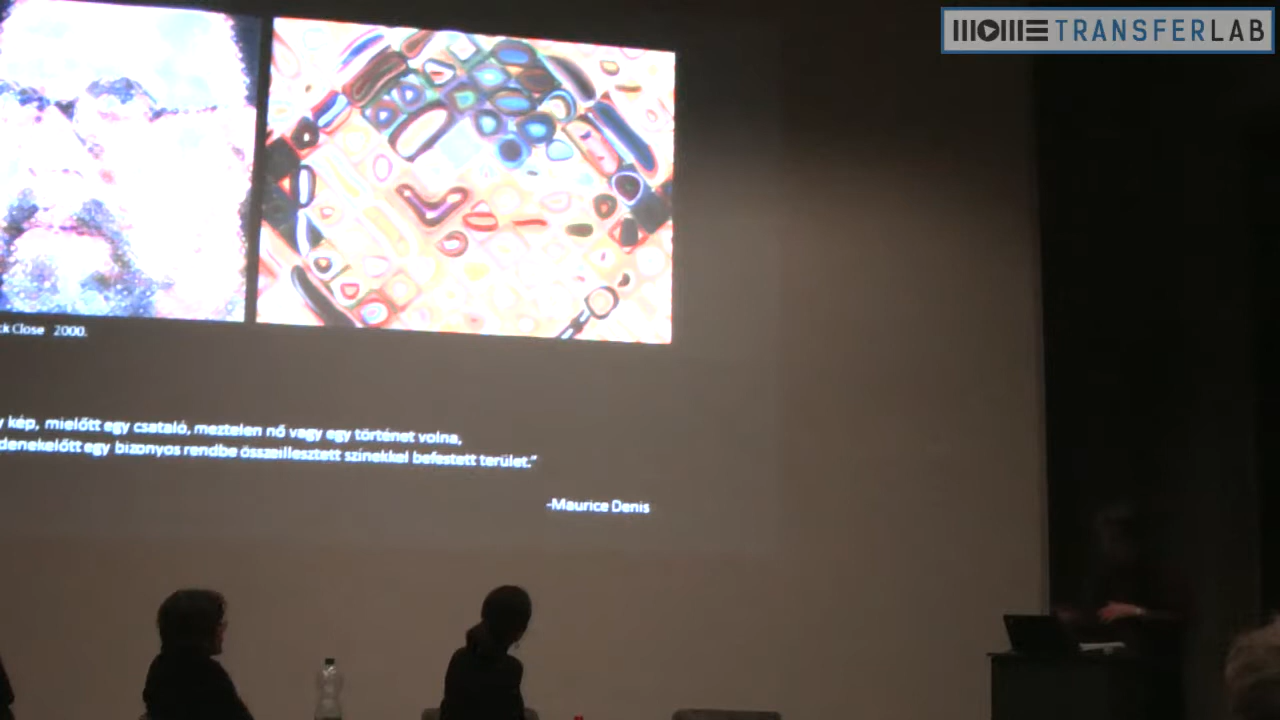 MOME TRANSFERLAB
Close 2000.
kép, mielőtt egy csataló, meztelen nő vagy egy történet volna,
egy bizonyos rendbe összeillesztett színekkel befestett terület.”
-Maurice Denis